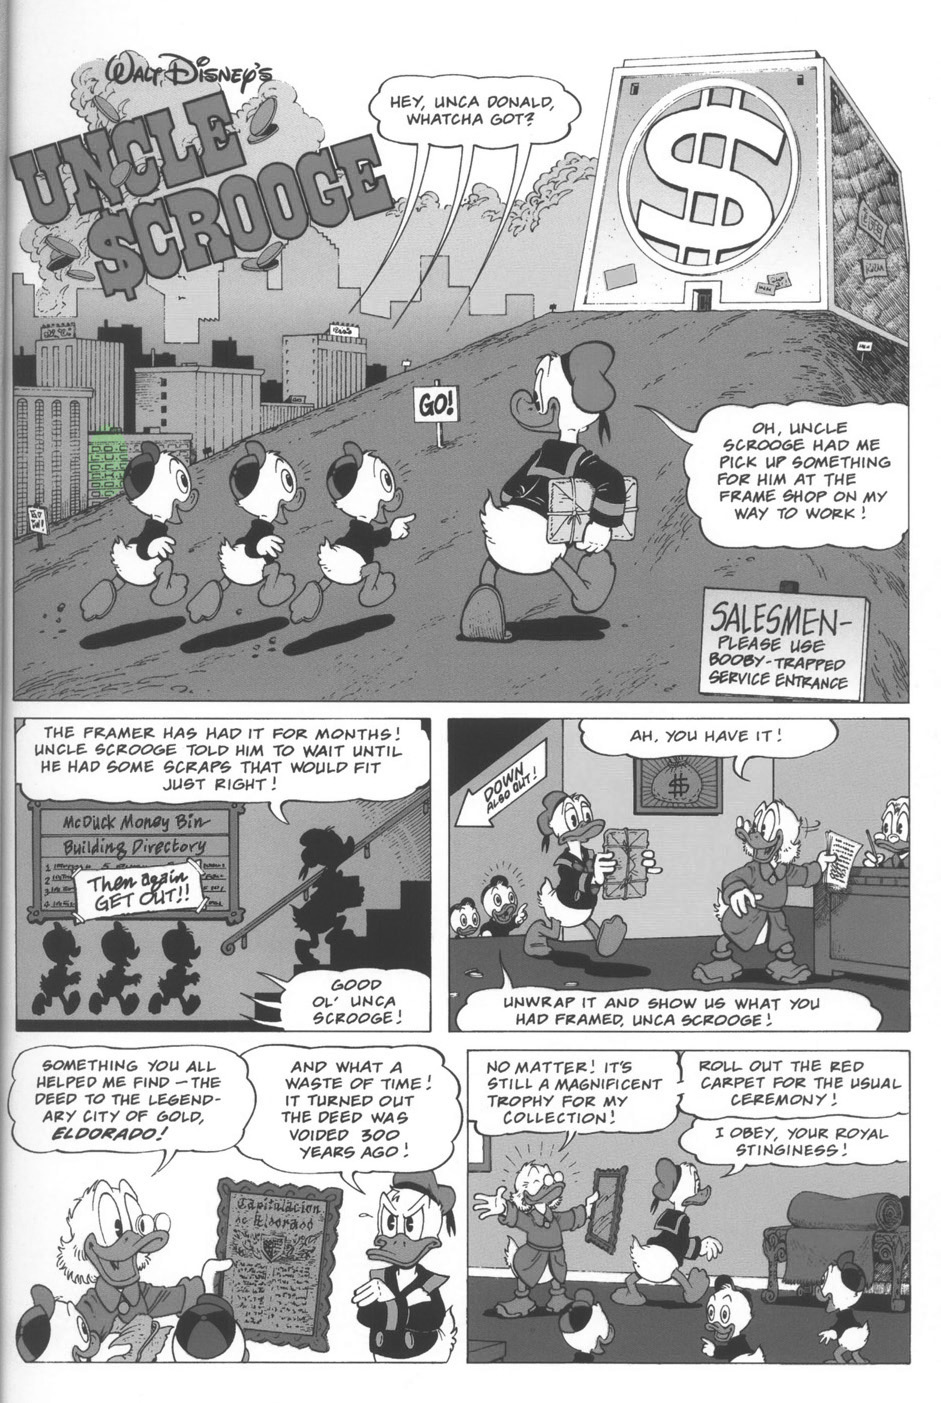 WALT DISNEY'S
UNCLE
$CROOGE
HEY, UNCA DONALD,
WHATCHA GOT?
$
GO!
OH, UNCLE
SCROOGE HAD ME
PICK UP SOMETHING
FOR HIM AT THE
FRAME SHOP ON MY
WAY TO WORK!
SALESMEN-
PLEASE USE
BOOBY-TRAPPED
SERVICE ENTRANCE
THE FRAMER HAS HAD IT FOR MONTHS!
UNCLE SCROOGE TOLD HIM TO WAIT UNTIL
HE HAD SOME SCRAPS THAT WOULD FIT
JUST RIGHT!
McDuck Money Bin
Building Directory
Then again
GET OUT!!
GOOD
OL' UNCA
SCROOGE!
AH, YOU HAVE IT!
DOWN
ALSO OUT!
$
UNWRAP IT AND SHOW US WHAT YOU
HAD FRAMED, UNCA SCROOGE!
SOMETHING YOU ALL
HELPED ME FIND — THE
DEED TO THE LEGEND-
ARY CITY OF GOLD,
ELDORADO!
AND WHAT A
WASTE OF TIME!
IT TURNED OUT
THE DEED WAS
VOIDED 300
YEARS AGO!
Capitulacion
de Eldorado
NO MATTER! IT'S
STILL A MAGNIFICENT
TROPHY FOR MY
COLLECTION!
ROLL OUT THE RED
CARPET FOR THE USUAL
CEREMONY!
I OBEY, YOUR ROYAL
STINGINESS!